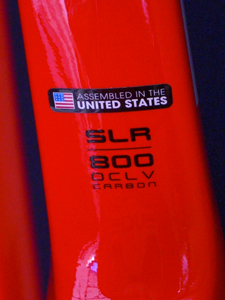 ASSEMBLED IN THE
UNITED STATES
SLR
800
OCLV
CARBON